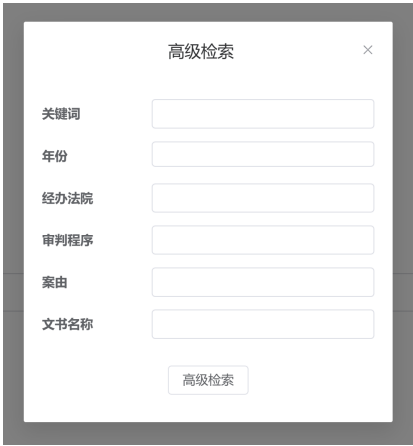 高级检索
关键词
年份
经办法院
审判程序
案由
文书名称
高级检索